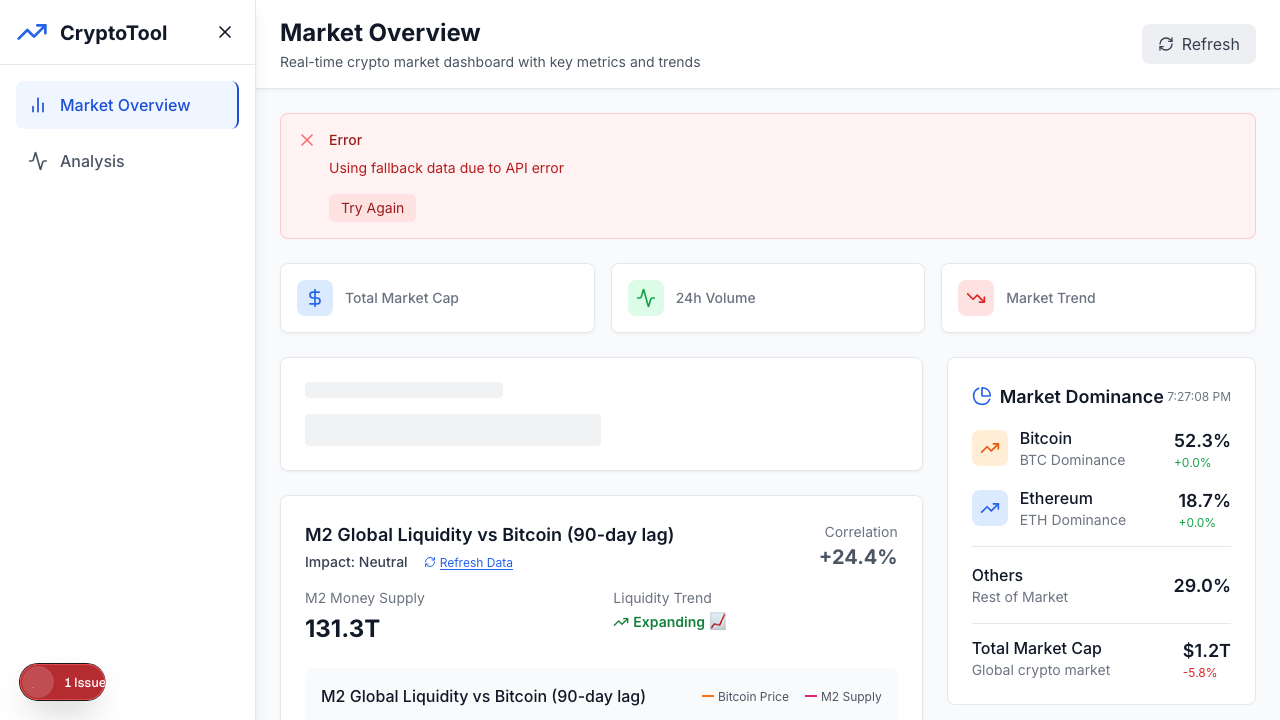 CryptoTool
Market Overview
Analysis
1 Issue
Market Overview
Real-time crypto market dashboard with key metrics and trends
Refresh
Error
Using fallback data due to API error
Try Again
Total Market Cap
24h Volume
Market Trend
M2 Global Liquidity vs Bitcoin (90-day lag)
Impact: Neutral
Refresh Data
Correlation
+24.4%
M2 Money Supply
131.3T
Liquidity Trend
Expanding
M2 Global Liquidity vs Bitcoin (90-day lag)
Bitcoin Price
M2 Supply
Market Dominance
7:27:08 PM
Bitcoin
BTC Dominance
52.3%
+0.0%
Ethereum
ETH Dominance
18.7%
+0.0%
Others
Rest of Market
29.0%
Total Market Cap
Global crypto market
$1.2T
-5.8%